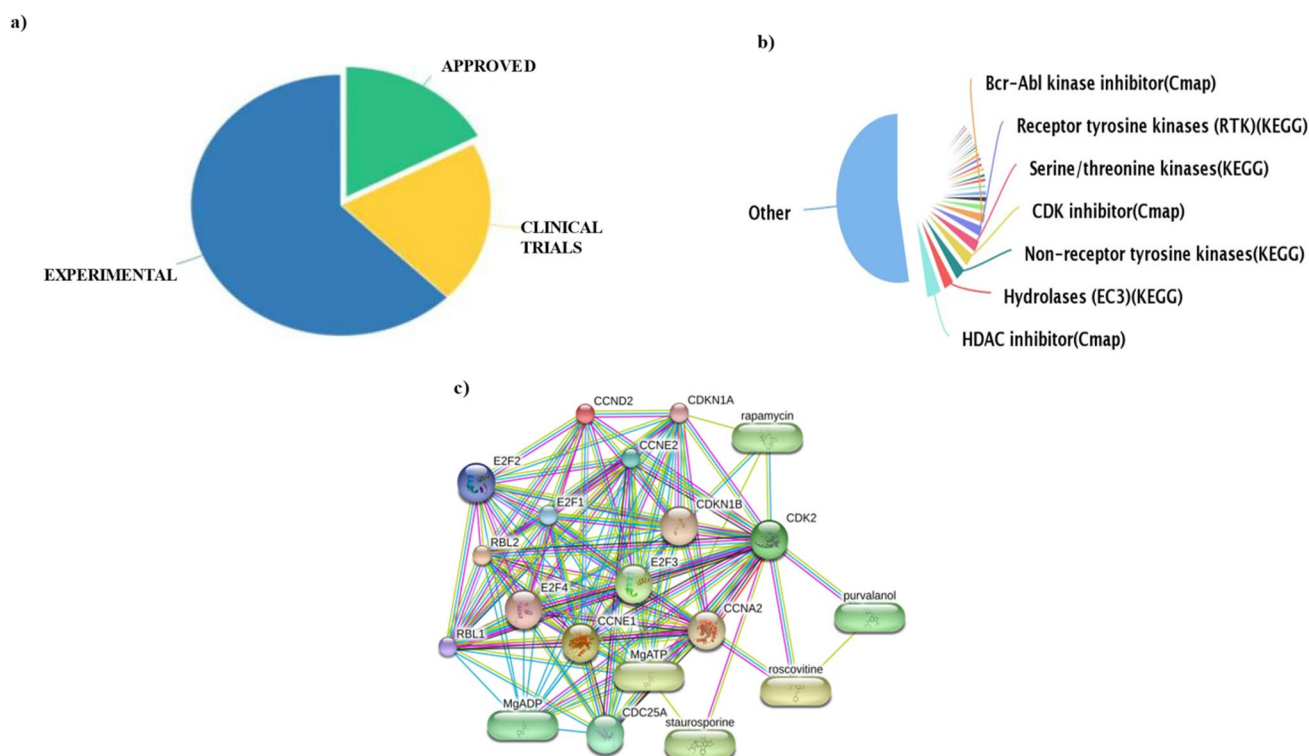 a)
APPROVED
CLINICAL
TRIALS
EXPERIMENTAL
b)
Bcr-Abl kinase inhibitor(Cmap)
Receptor tyrosine kinases (RTK)(KEGG)
Serine/threonine kinases(KEGG)
CDK inhibitor(Cmap)
Other
Non-receptor tyrosine kinases(KEGG)
Hydrolases (EC3)(KEGG)
HDAC inhibitor(Cmap)
c)
CCND2
CDKN1A
rapamycin
CCNE2
E2F2
E2F1
CDKN1B
CDK2
RBL2
E2F3
E2F4
purvalanol
CCNA2
CCNE1
RBL1
MgATP
roscovitine
MgADP
CDC25A
staurosporine